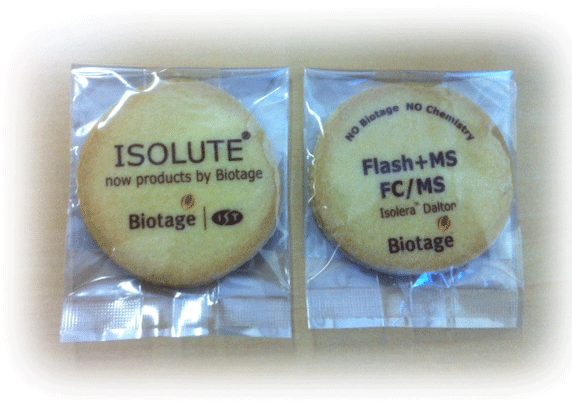 ISOLUTE®
now products by Biotage
Biotage | IST
NO Biotage NO Chemistry
Flash+MS
FC/MS
Isolera™ Dalton
Biotage